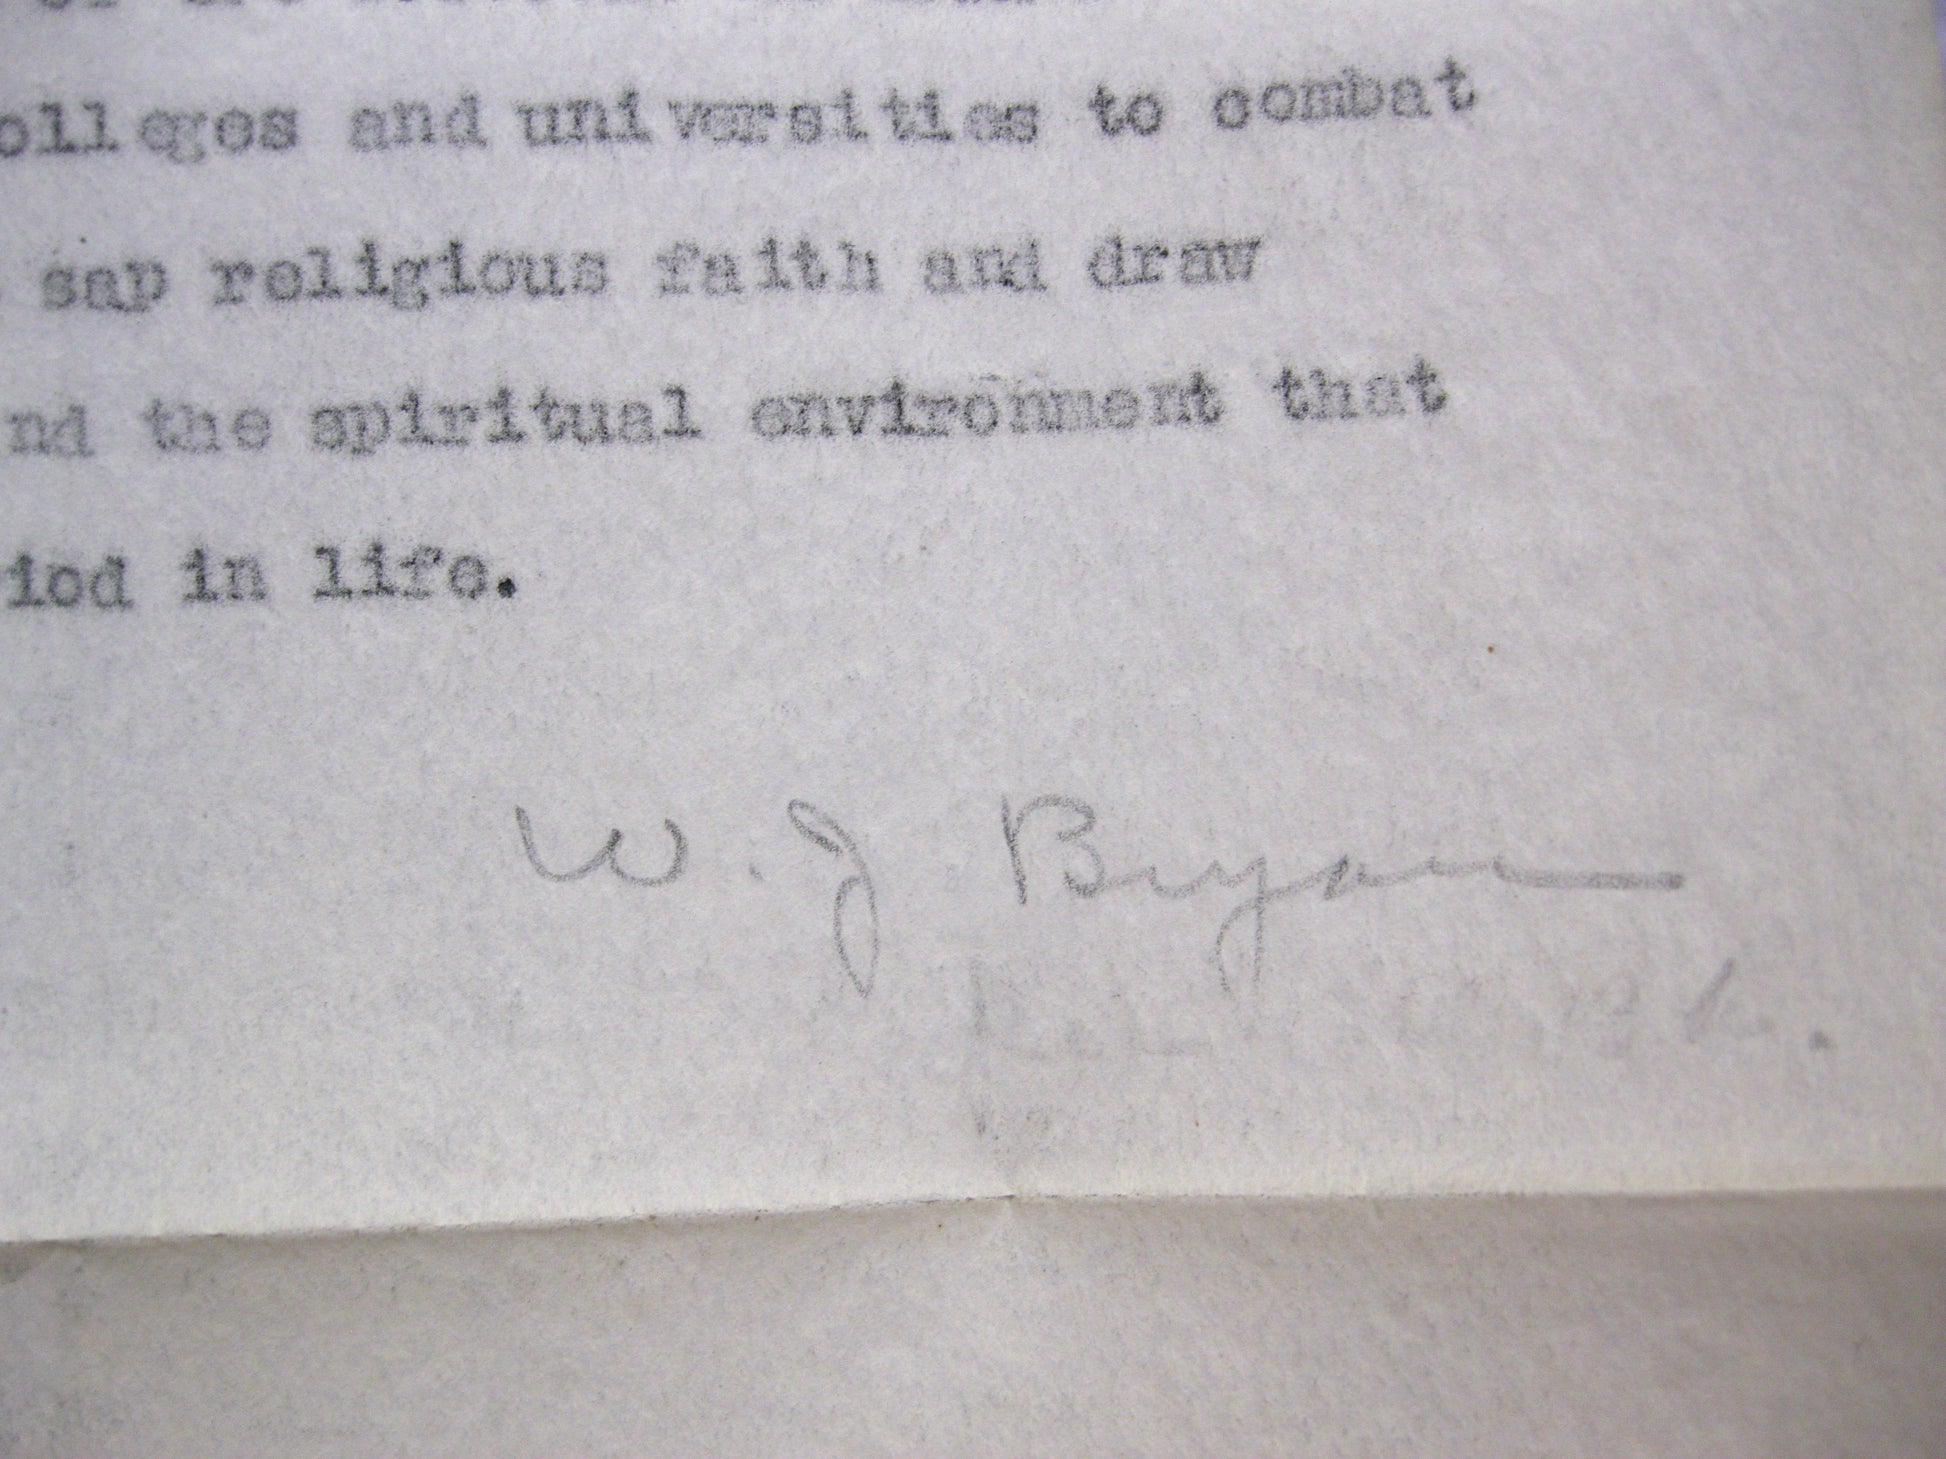 olleges and universities to combat
sap religious faith and draw
nd the spiritual environment that
iod in life.
W. J Bryan